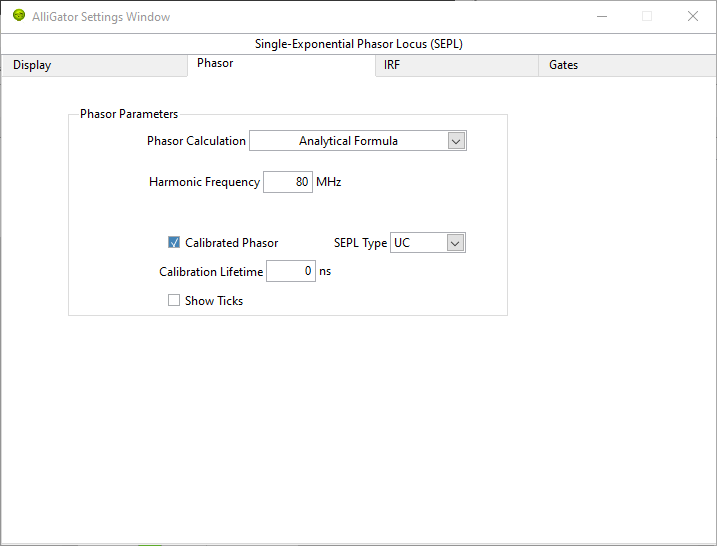 AlliGator Settings Window
Single-Exponential Phasor Locus (SEPL)
Display Phasor IRF Gates
Phasor Parameters
Phasor Calculation Analytical Formula
Harmonic Frequency 80 MHz
Calibrated Phasor SEPL Type UC
Calibration Lifetime 0 ns
Show Ticks